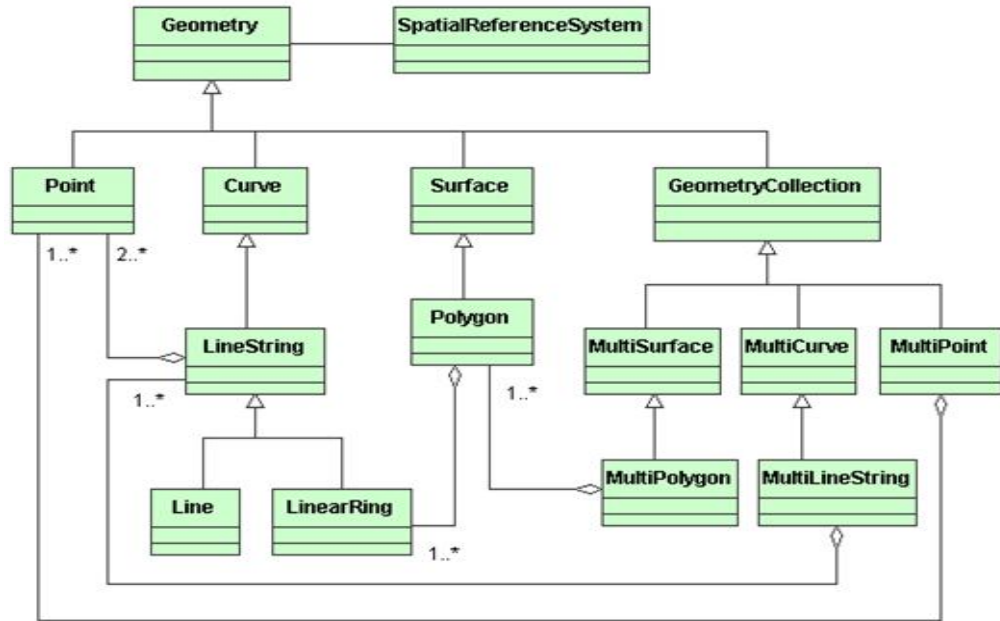 Geometry
SpatialReferenceSystem
Point
Curve
Surface
GeometryCollection
1..*
2..*
LineString
Polygon
MultiSurface
MultiCurve
MultiPoint
1..*
1..*
Line
LinearRing
MultiPolygon
MultiLineString
1..*